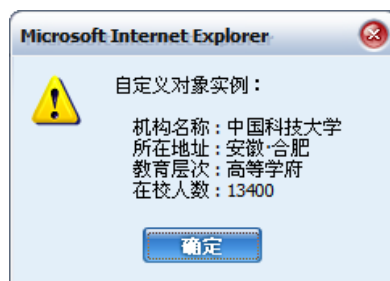 Microsoft Internet Explorer
自定义对象实例：
机构名称：中国科技大学
所在地址：安徽·合肥
教育层次：高等学府
在校人数：13400
确定